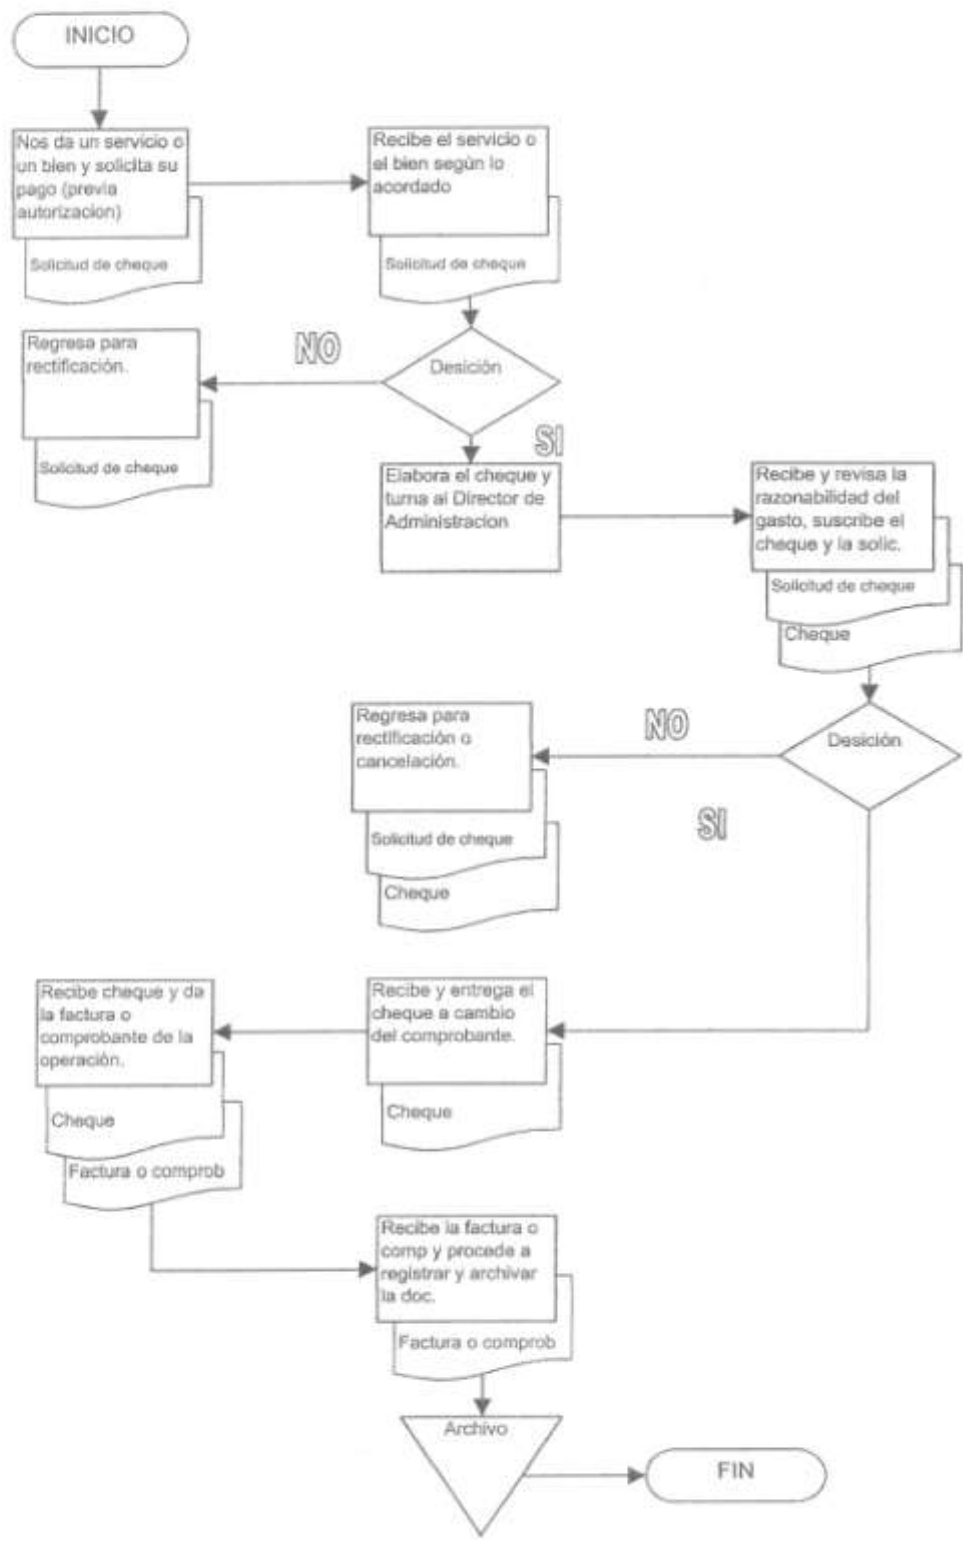 INICIO
Nos da un servicio o
un bien y solicita su
pago (previa
autorizacion)
Solicitud de cheque
Recibe el servicio o
el bien según lo
acordado
Solicitud de cheque
Desición
NO
Regresa para
rectificación.
Solicitud de cheque
SI
Elabora el cheque y
turna al Director de
Administracion
Recibe y revisa la
razonabilidad del
gasto, suscribe el
cheque y la solic.
Solicitud de cheque
Cheque
Desición
NO
Regresa para
rectificación o
cancelación.
Solicitud de cheque
Cheque
SI
Recibe y entrega el
cheque a cambio
del comprobante.
Cheque
Recibe cheque y da
la factura o
comprobante de la
operación.
Cheque
Factura o comprob
Recibe la factura o
comp y procede a
registrar y archivar
la doc.
Factura o comprob
Archivo
FIN